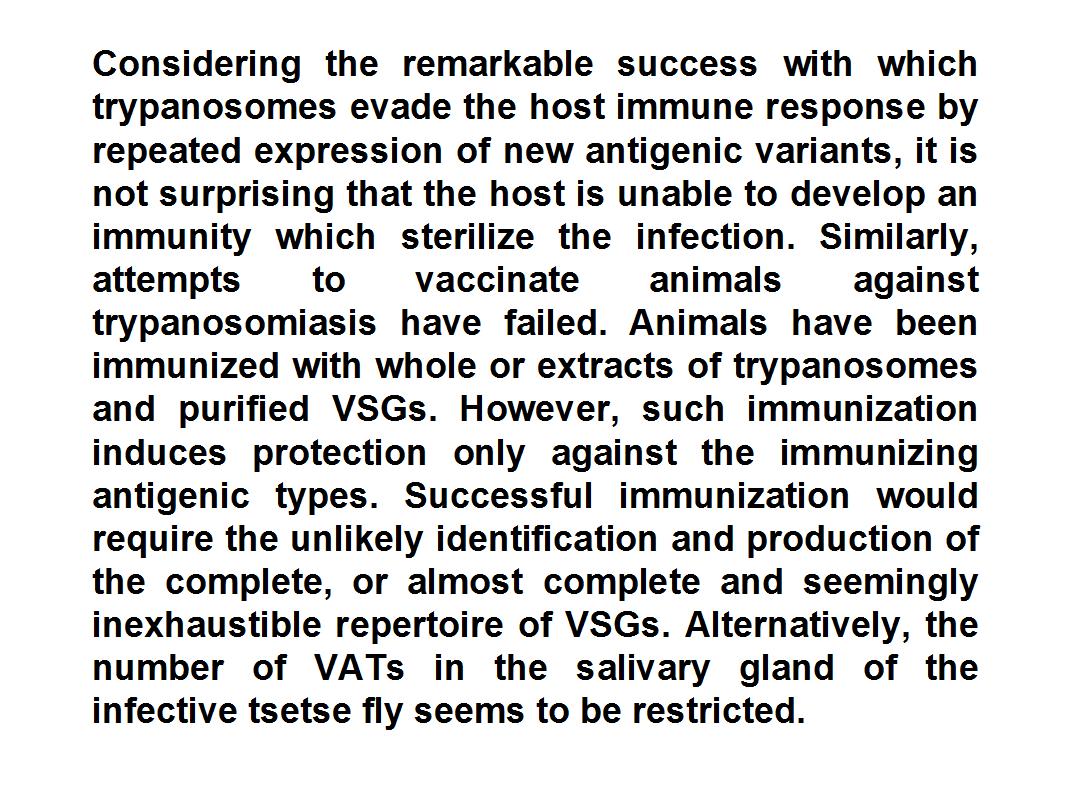 Considering the remarkable success with which
trypanosomes evade the host immune response by
repeated expression of new antigenic variants, it is
not surprising that the host is unable to develop an
immunity which sterilize the infection. Similarly,
attempts to vaccinate animals against
trypanosomiasis have failed. Animals have been
immunized with whole or extracts of trypanosomes
and purified VSGs. However, such immunization
induces protection only against the immunizing
antigenic types. Successful immunization would
require the unlikely identification and production of
the complete, or almost complete and seemingly
inexhaustible repertoire of VSGs. Alternatively, the
number of VATs in the salivary gland of the
infective tsetse fly seems to be restricted.